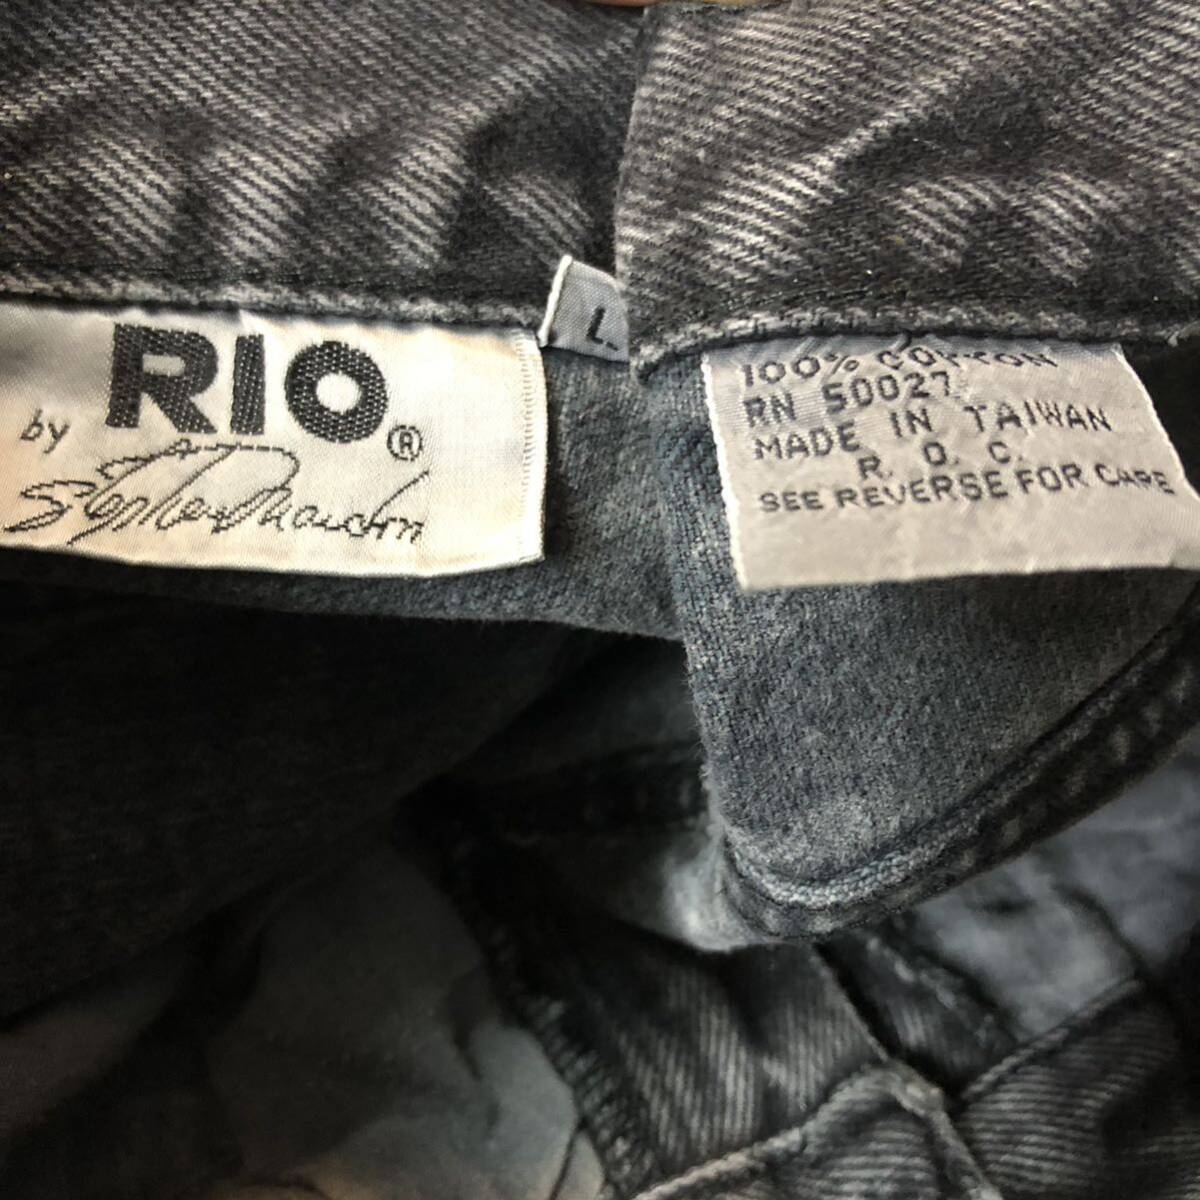 RIO
by ®
L.
100% COTTON
RN 50027
MADE IN TAIWAN
R. O. C.
SEE REVERSE FOR CARE